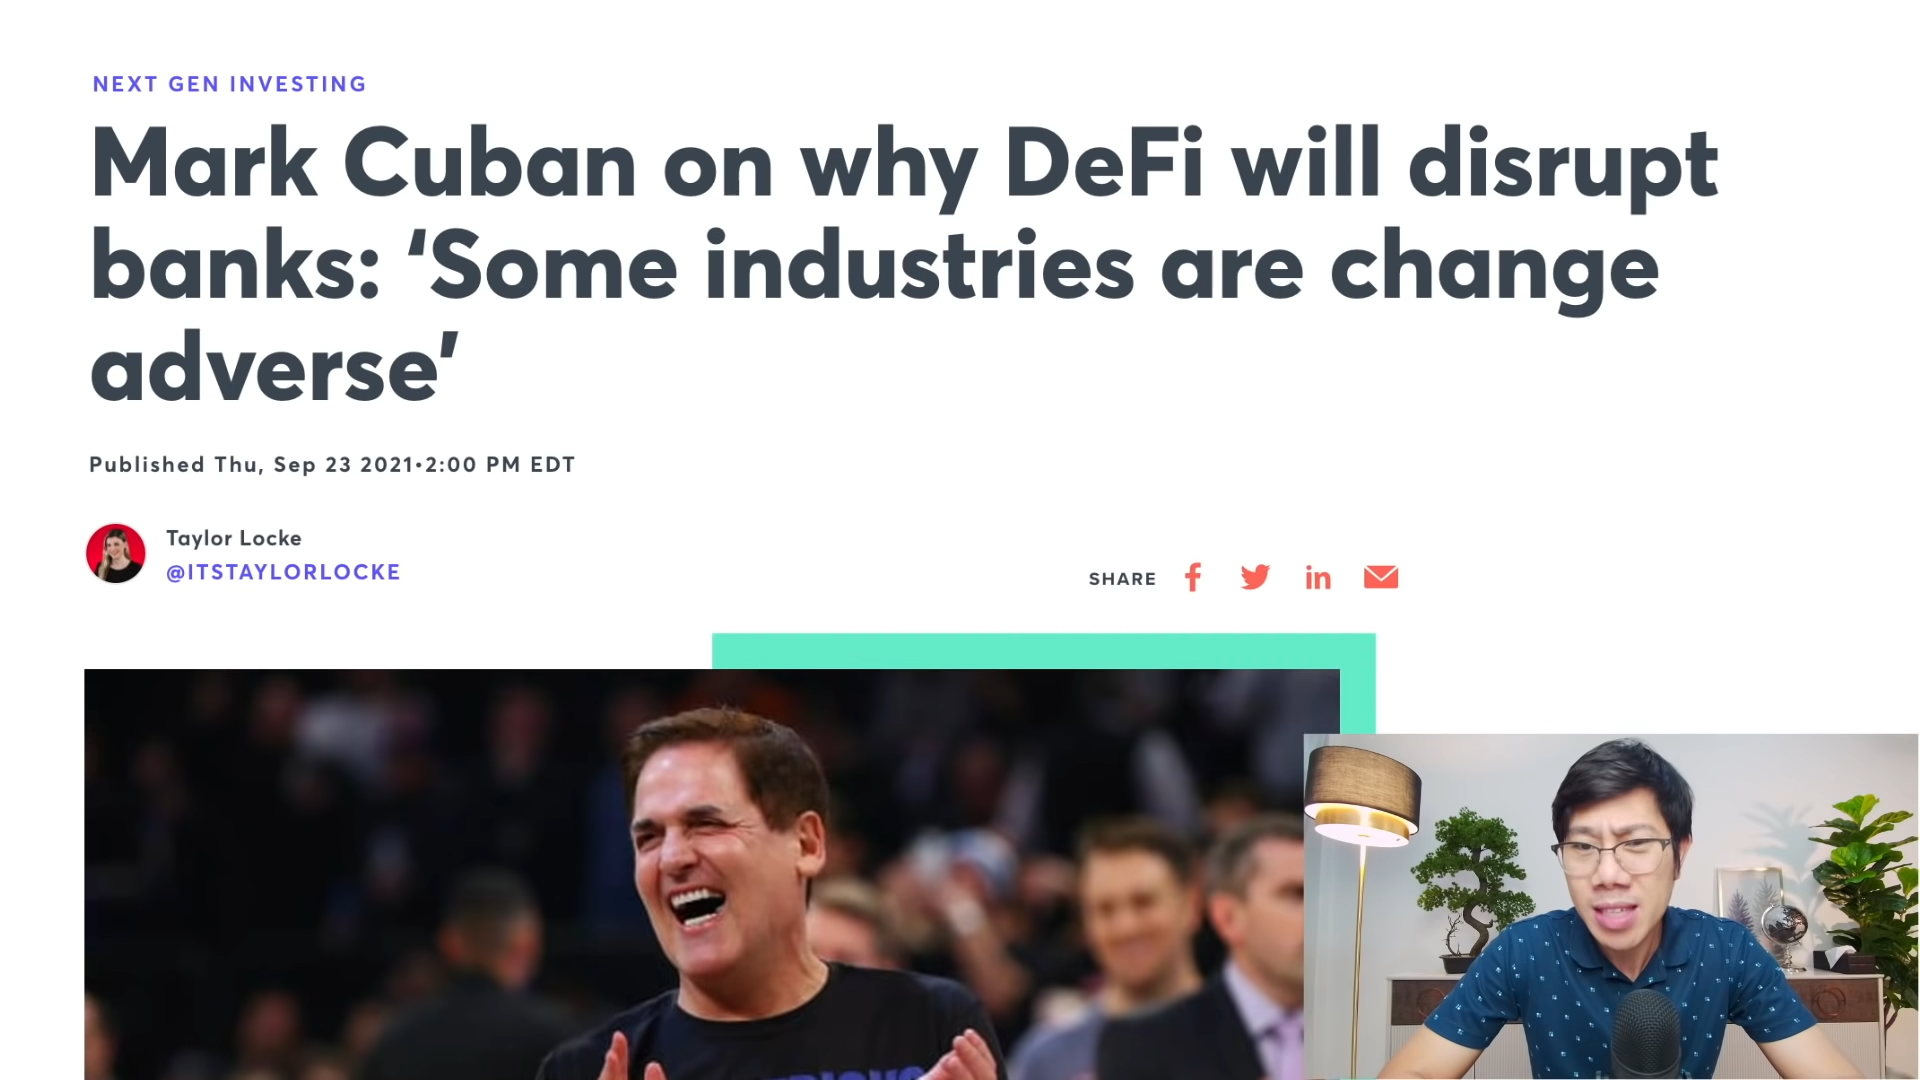 NEXT GEN INVESTING
Mark Cuban on why DeFi will disrupt
banks: ‘Some industries are change
adverse’
Published Thu, Sep 23 2021•2:00 PM EDT
Taylor Locke
@ITSTAYLORLOCKE
SHARE